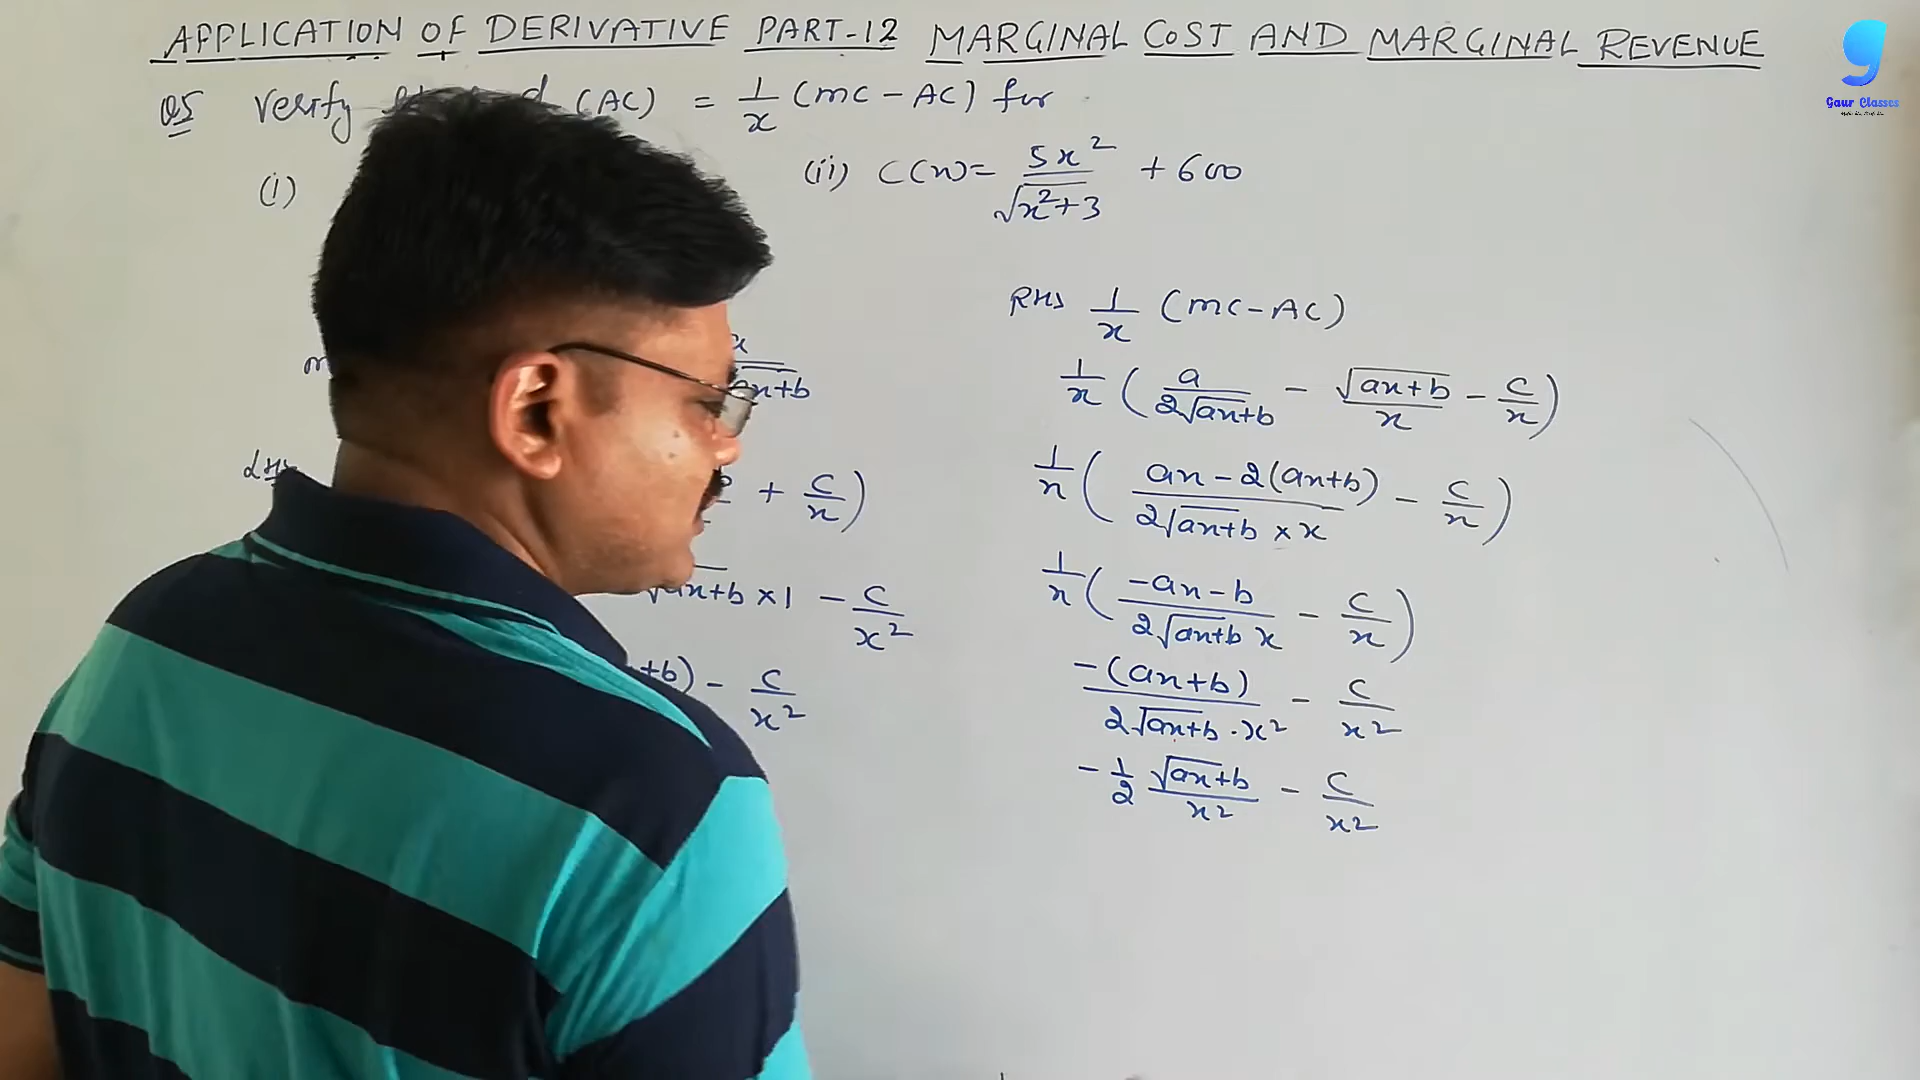 APPLICATION OF DERIVATIVE PART-12 MARGINAL COST AND MARGINAL REVENUE
Gaur Classes
Q5 Verify (AC) = 1/x (MC - AC) for
(i) (ii) C(x) = 5x²/√(x²+3) + 600
RHS 1/x (MC - AC)
1/x ( a/2√(ax+b) - √(ax+b)/x - c/x )
1/x ( (ax - 2(ax+b))/(2√(ax+b) × x) - c/x )
1/x ( (-ax - b)/(2√(ax+b) x) - c/x )
-(ax+b)/(2√(ax+b) · x²) - c/x²
-1/2 √(ax+b)/x² - c/x²
ax+b
LHS + c/x )
√(ax+b) × 1 - c/x²
+b) - c/x²